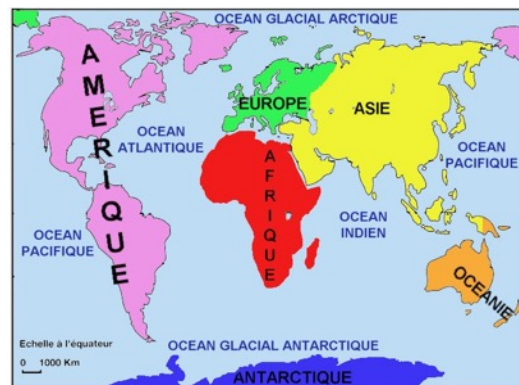 OCEAN GLACIAL ARCTIQUE
AMERIQUE
EUROPE
ASIE
OCEAN
ATLANTIQUE
OCEAN
PACIFIQUE
AFRIQUE
OCEAN
PACIFIQUE
OCEAN
INDIEN
OCEANIE
Echelle à l'équateur
0 1000 Km
OCEAN GLACIAL ANTARCTIQUE
ANTARCTIQUE